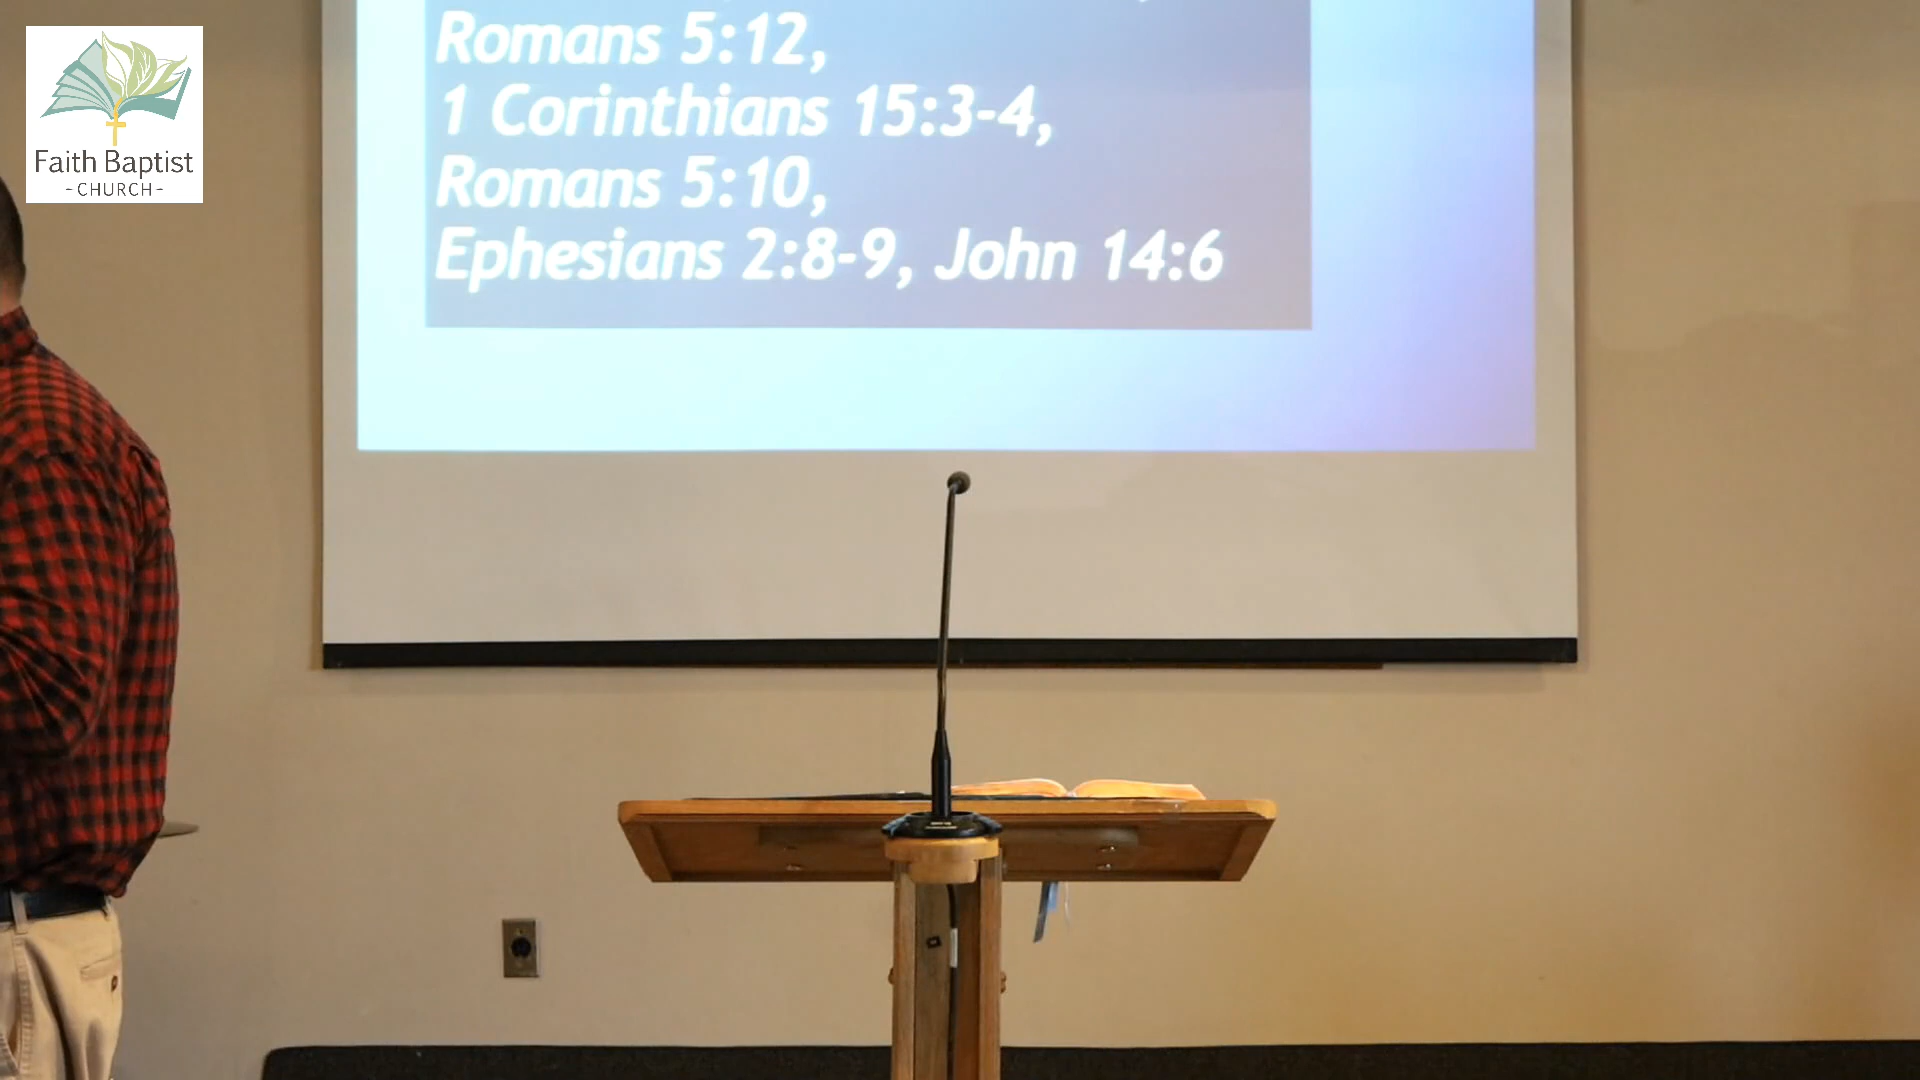 Romans 5:12,
1 Corinthians 15:3-4,
Romans 5:10,
Ephesians 2:8-9, John 14:6
Faith Baptist
-CHURCH-